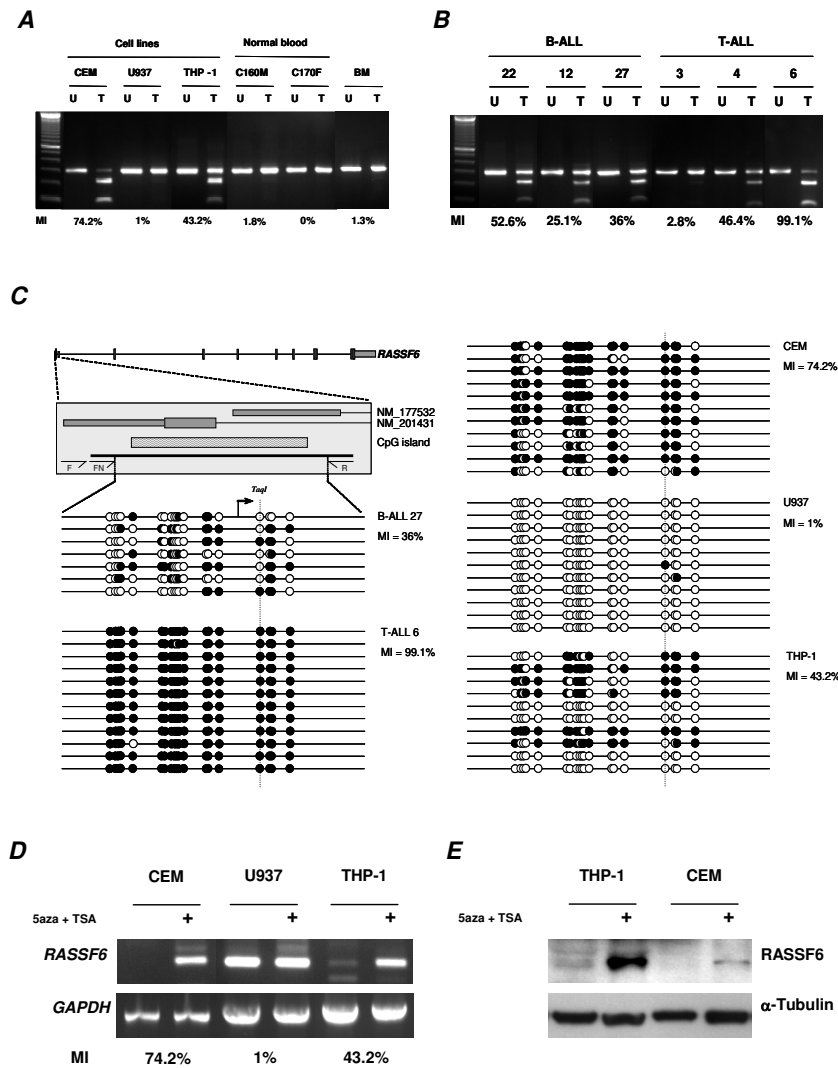 A
Cell lines Normal blood
CEM U937 THP -1 C160M C170F BM
U T U T U T U T U T U T
MI 74.2% 1% 43.2% 1.8% 0% 1.3%
B
B-ALL T-ALL
22 12 27 3 4 6
U T U T U T U T U T U T
MI 52.6% 25.1% 36% 2.8% 46.4% 99.1%
C
RASSF6
NM_177532
NM_201431
CpG island
F FN R
TaqI
B-ALL 27
MI = 36%
T-ALL 6
MI = 99.1%
CEM
MI = 74.2%
U937
MI = 1%
THP-1
MI = 43.2%
D
CEM U937 THP-1
5aza + TSA + + +
RASSF6
GAPDH
MI 74.2% 1% 43.2%
E
THP-1 CEM
5aza + TSA + +
RASSF6
α-Tubulin